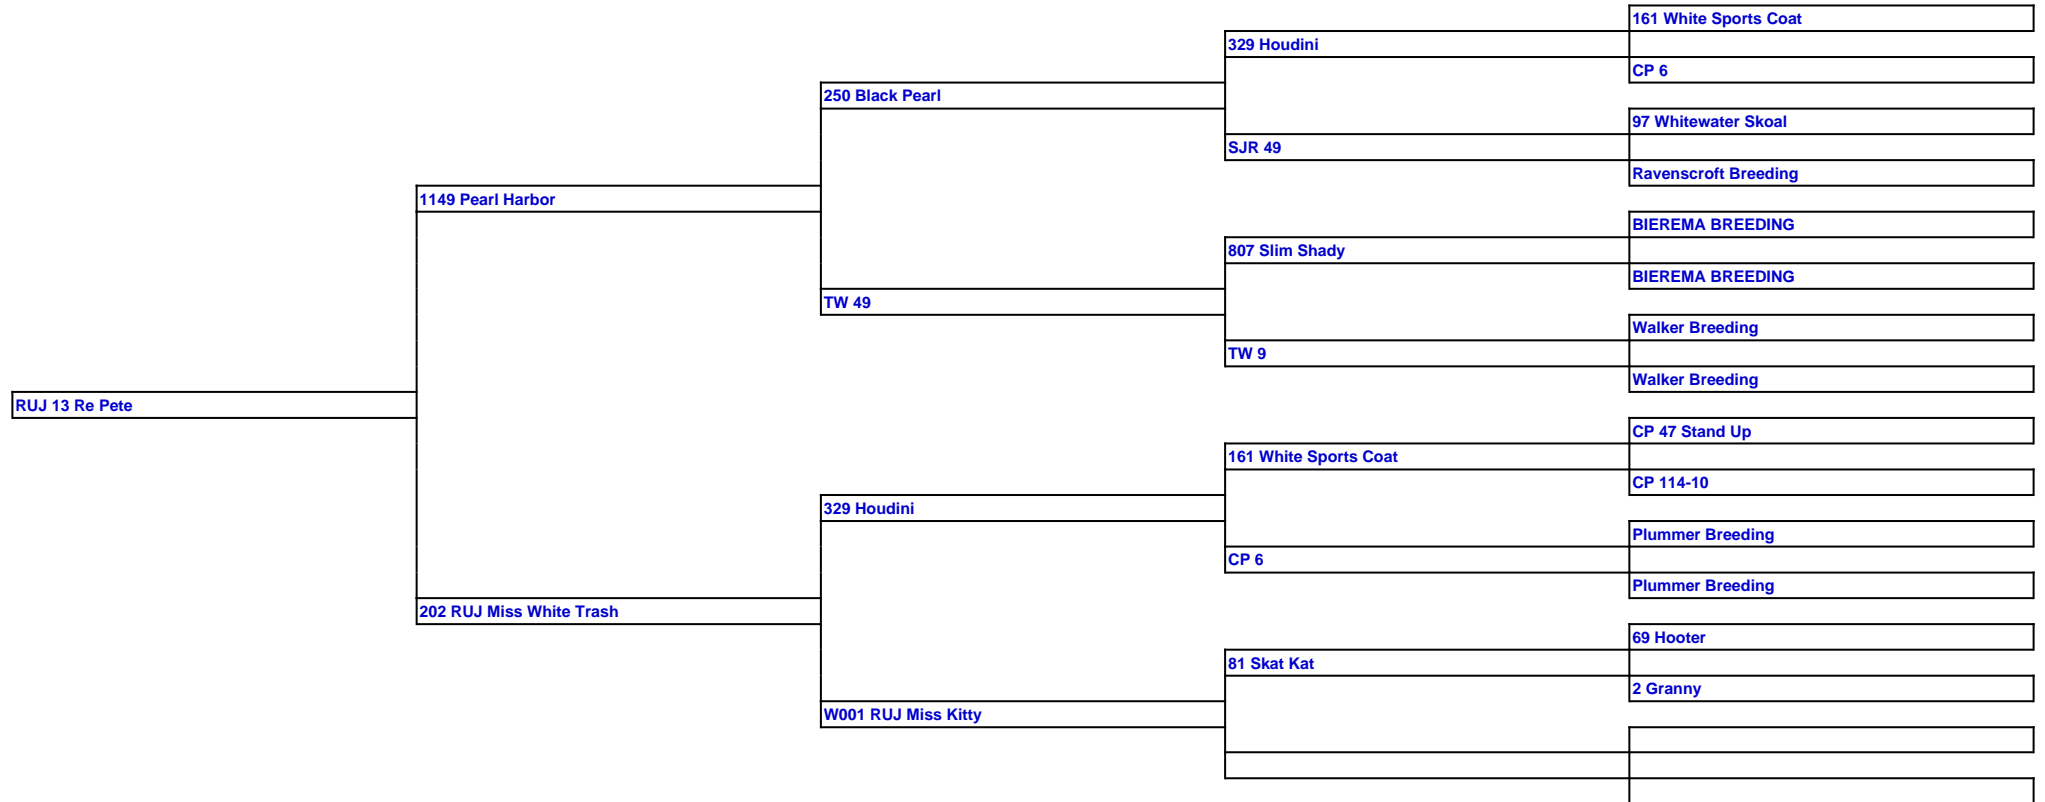 161 White Sports Coat
329 Houdini
CP 6
250 Black Pearl
97 Whitewater Skoal
SJR 49
Ravenscroft Breeding
1149 Pearl Harbor
BIEREMA BREEDING
807 Slim Shady
BIEREMA BREEDING
TW 49
Walker Breeding
TW 9
Walker Breeding
RUJ 13 Re Pete
CP 47 Stand Up
161 White Sports Coat
CP 114-10
329 Houdini
Plummer Breeding
CP 6
Plummer Breeding
202 RUJ Miss White Trash
69 Hooter
81 Skat Kat
2 Granny
W001 RUJ Miss Kitty